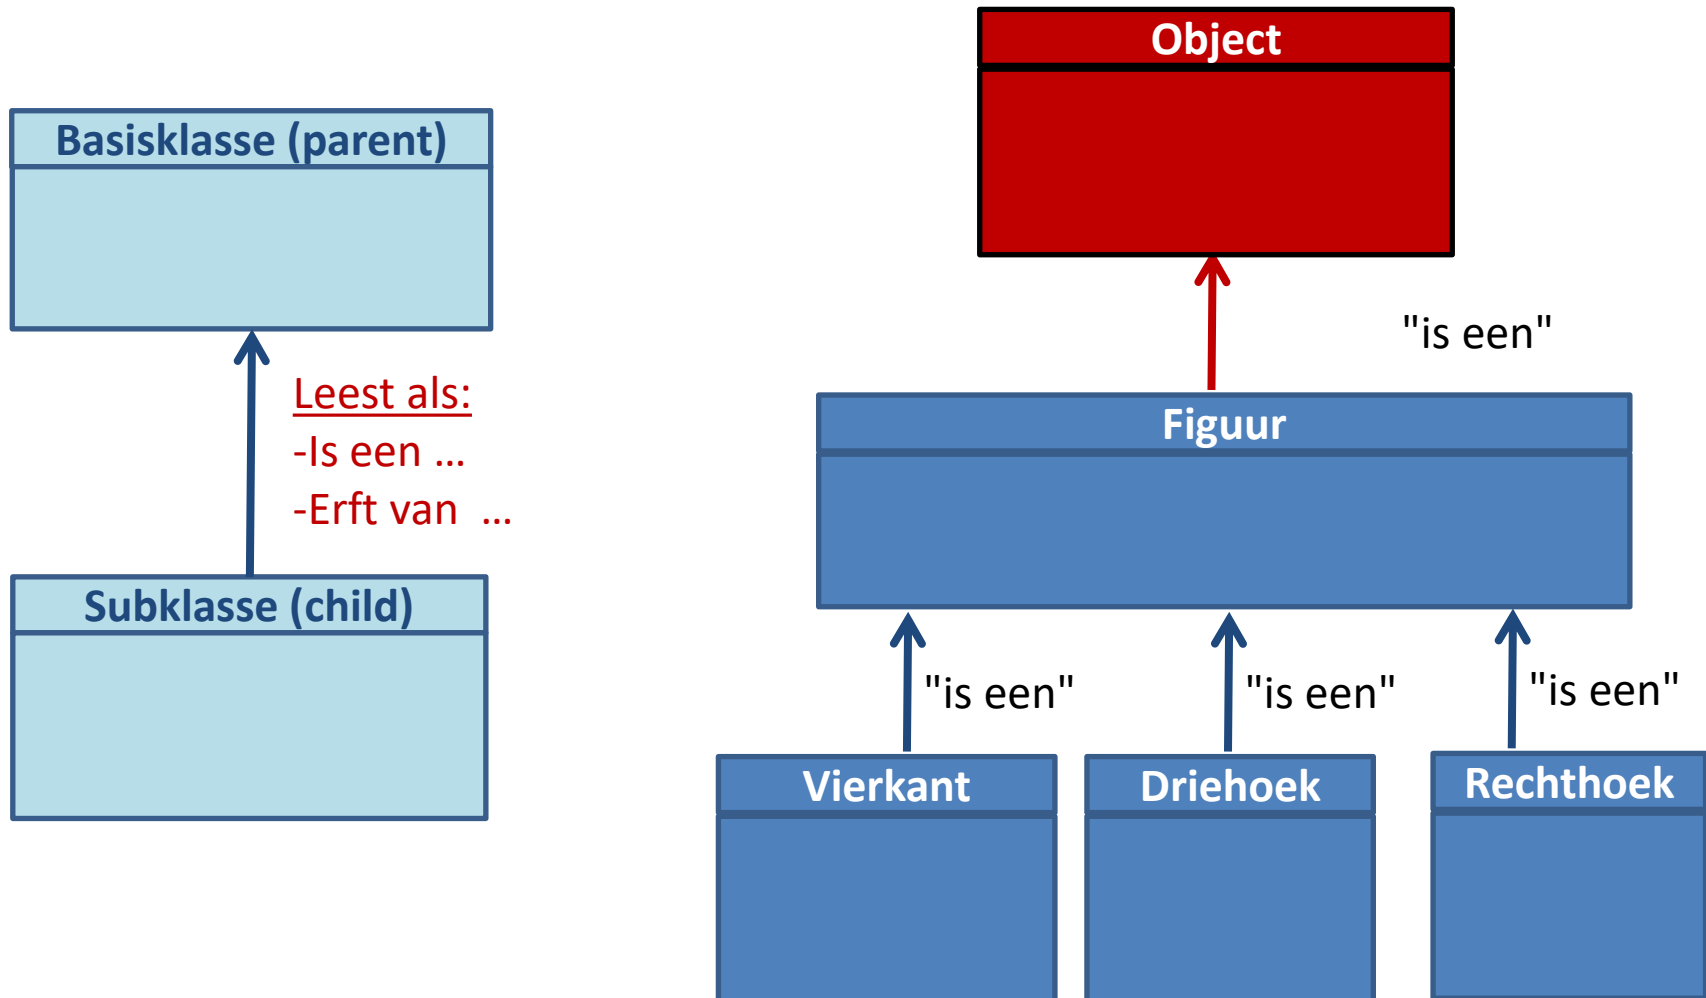 Basisklasse (parent)
Leest als:
-Is een ...
-Erft van ...
Subklasse (child)
Object
"is een"
Figuur
"is een"
"is een"
"is een"
Vierkant
Driehoek
Rechthoek